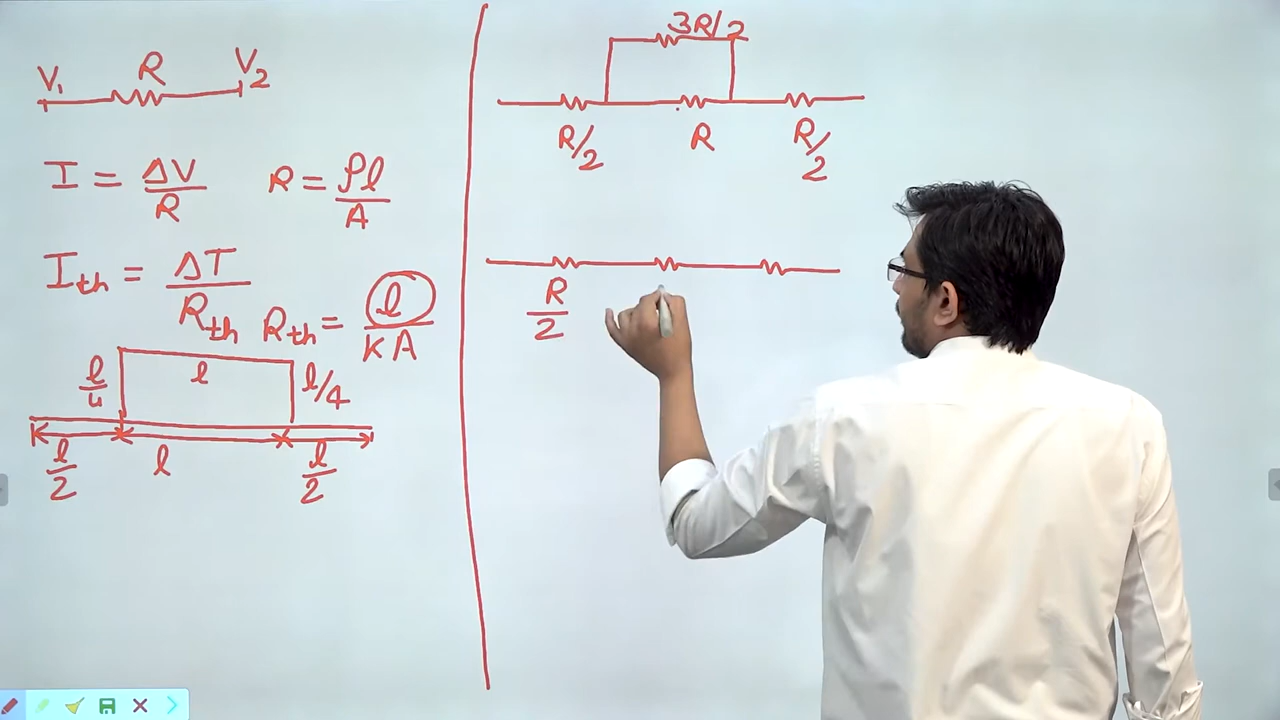 V₁ R V₂
I = ΔV/R R = ρl/A
I_th = ΔT/R_th R_th = l/KA
l/4 l l/4
l/2 l l/2
3R/2
R/2 R R/2
R/2